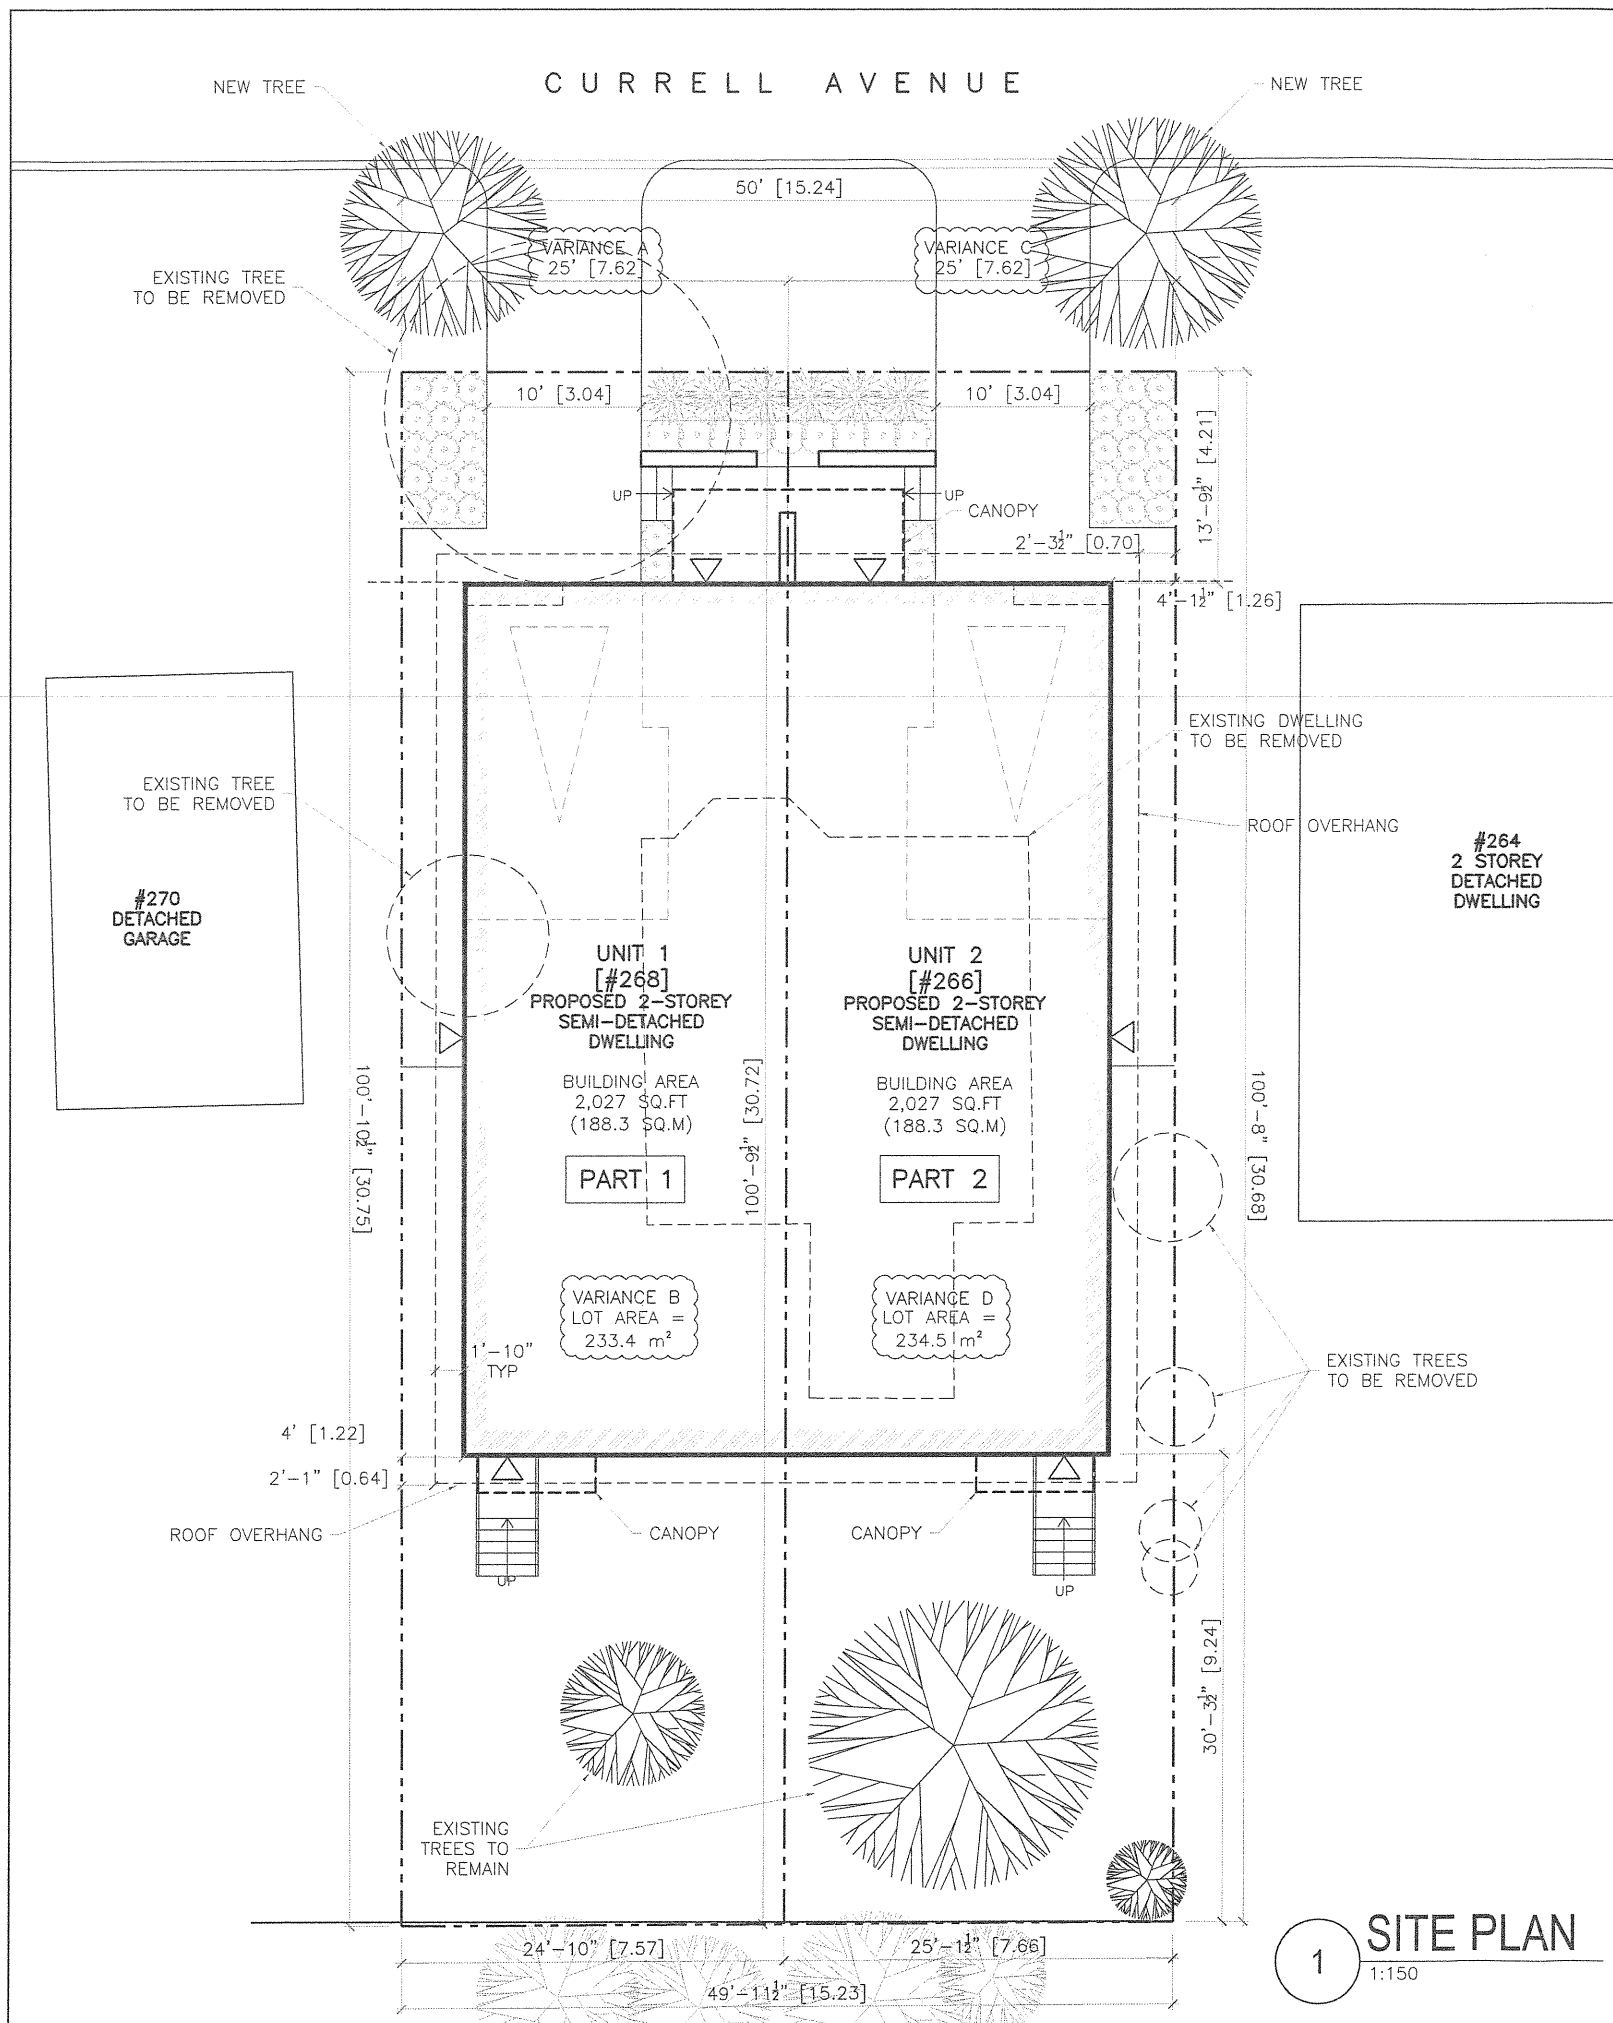 CURRELL AVENUE
NEW TREE
NEW TREE
50' [15.24]
VARIANCE A
25' [7.62]
VARIANCE C
25' [7.62]
EXISTING TREE
TO BE REMOVED
10' [3.04]
10' [3.04]
13'-9½" [4.21]
UP
UP
CANOPY
2'-3½" [0.70]
4'-1½" [1.26]
EXISTING DWELLING
TO BE REMOVED
EXISTING TREE
TO BE REMOVED
ROOF OVERHANG
#264
2 STOREY
DETACHED
DWELLING
#270
DETACHED
GARAGE
UNIT 1
[#268]
PROPOSED 2-STOREY
SEMI-DETACHED
DWELLING
UNIT 2
[#266]
PROPOSED 2-STOREY
SEMI-DETACHED
DWELLING
BUILDING AREA
2,027 SQ.FT
(188.3 SQ.M)
BUILDING AREA
2,027 SQ.FT
(188.3 SQ.M)
100'-10½" [30.75]
100'-9½" [30.72]
100'-8" [30.68]
PART 1
PART 2
VARIANCE B
LOT AREA =
233.4 m²
VARIANCE D
LOT AREA =
234.5 m²
1'-10"
TYP
EXISTING TREES
TO BE REMOVED
4' [1.22]
2'-1" [0.64]
ROOF OVERHANG
CANOPY
CANOPY
UP
UP
30'-3½" [9.24]
EXISTING
TREES TO
REMAIN
24'-10" [7.57]
25'-1½" [7.66]
49'-11½" [15.23]
1
SITE PLAN
1:150